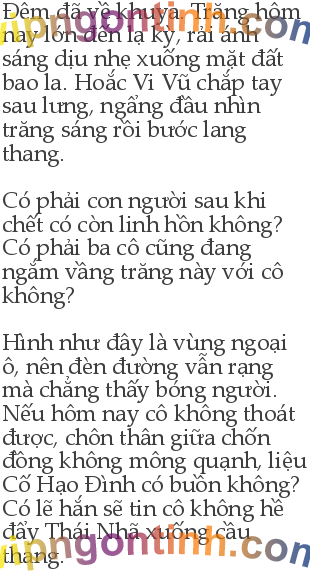 Đêm đã về khuya. Trăng hôm
nay lớn đến lạ kỳ, rải ánh
sáng dịu nhẹ xuống mặt đất
bao la. Hoắc Vi Vũ chắp tay
sau lưng, ngẩng đầu nhìn
trăng sáng rồi bước lang
thang.
Có phải con người sau khi
chết có còn linh hồn không?
Có phải ba cô cũng đang
ngắm vầng trăng này với cô
không?
Hình như đây là vùng ngoại
ô, nên đèn đường vẫn rạng
mà chẳng thấy bóng người.
Nếu hôm nay cô không thoát
được, chôn thân giữa chốn
đồng không mông quạnh, liệu
Cố Hạo Đình có buồn không?
Có lẽ hắn sẽ tin cô không hề
đẩy Thái Nhã xuống cầu
thang.